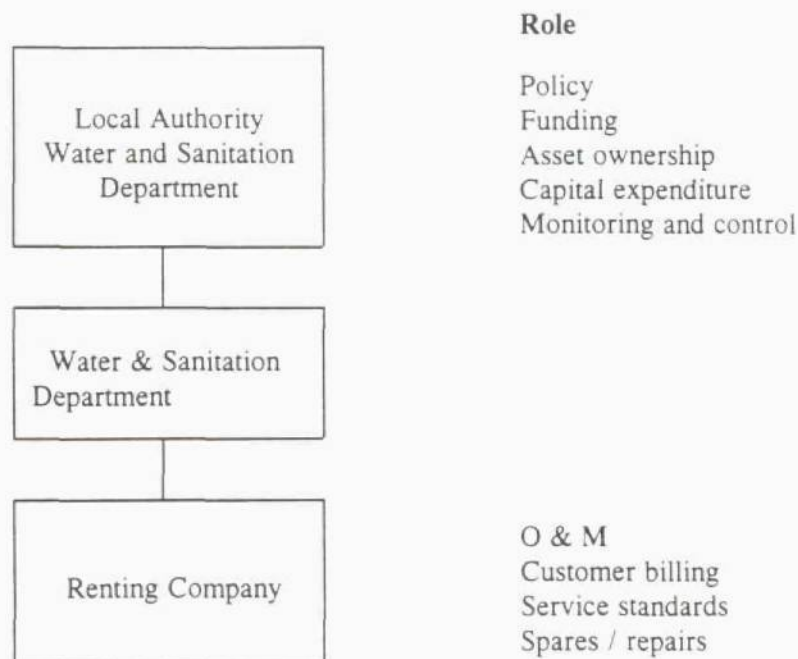 Role
Local Authority
Water and Sanitation
Department
Policy
Funding
Asset ownership
Capital expenditure
Monitoring and control
Water & Sanitation
Department
Renting Company
O & M
Customer billing
Service standards
Spares / repairs